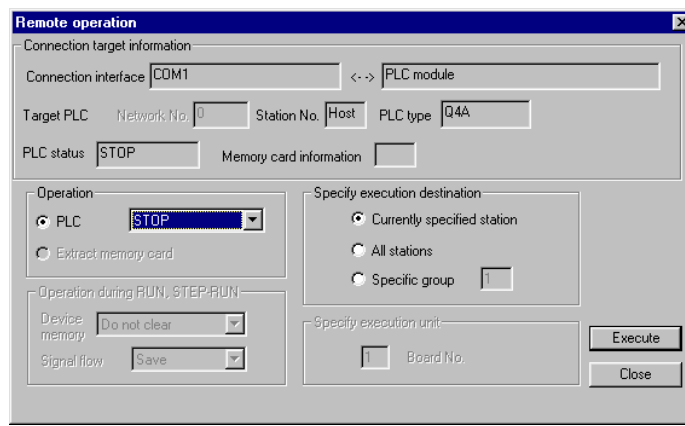 Remote operation
Connection target information
Connection interface COM1 <--> PLC module
Target PLC Network No. 0 Station No. Host PLC type Q4A
PLC status STOP Memory card information
Operation
PLC STOP
Extract memory card
Specify execution destination
Currently specified station
All stations
Specific group 1
Operation during RUN, STEP-RUN
Device memory Do not clear
Signal flow Save
Specify execution unit
1 Board No.
Execute
Close